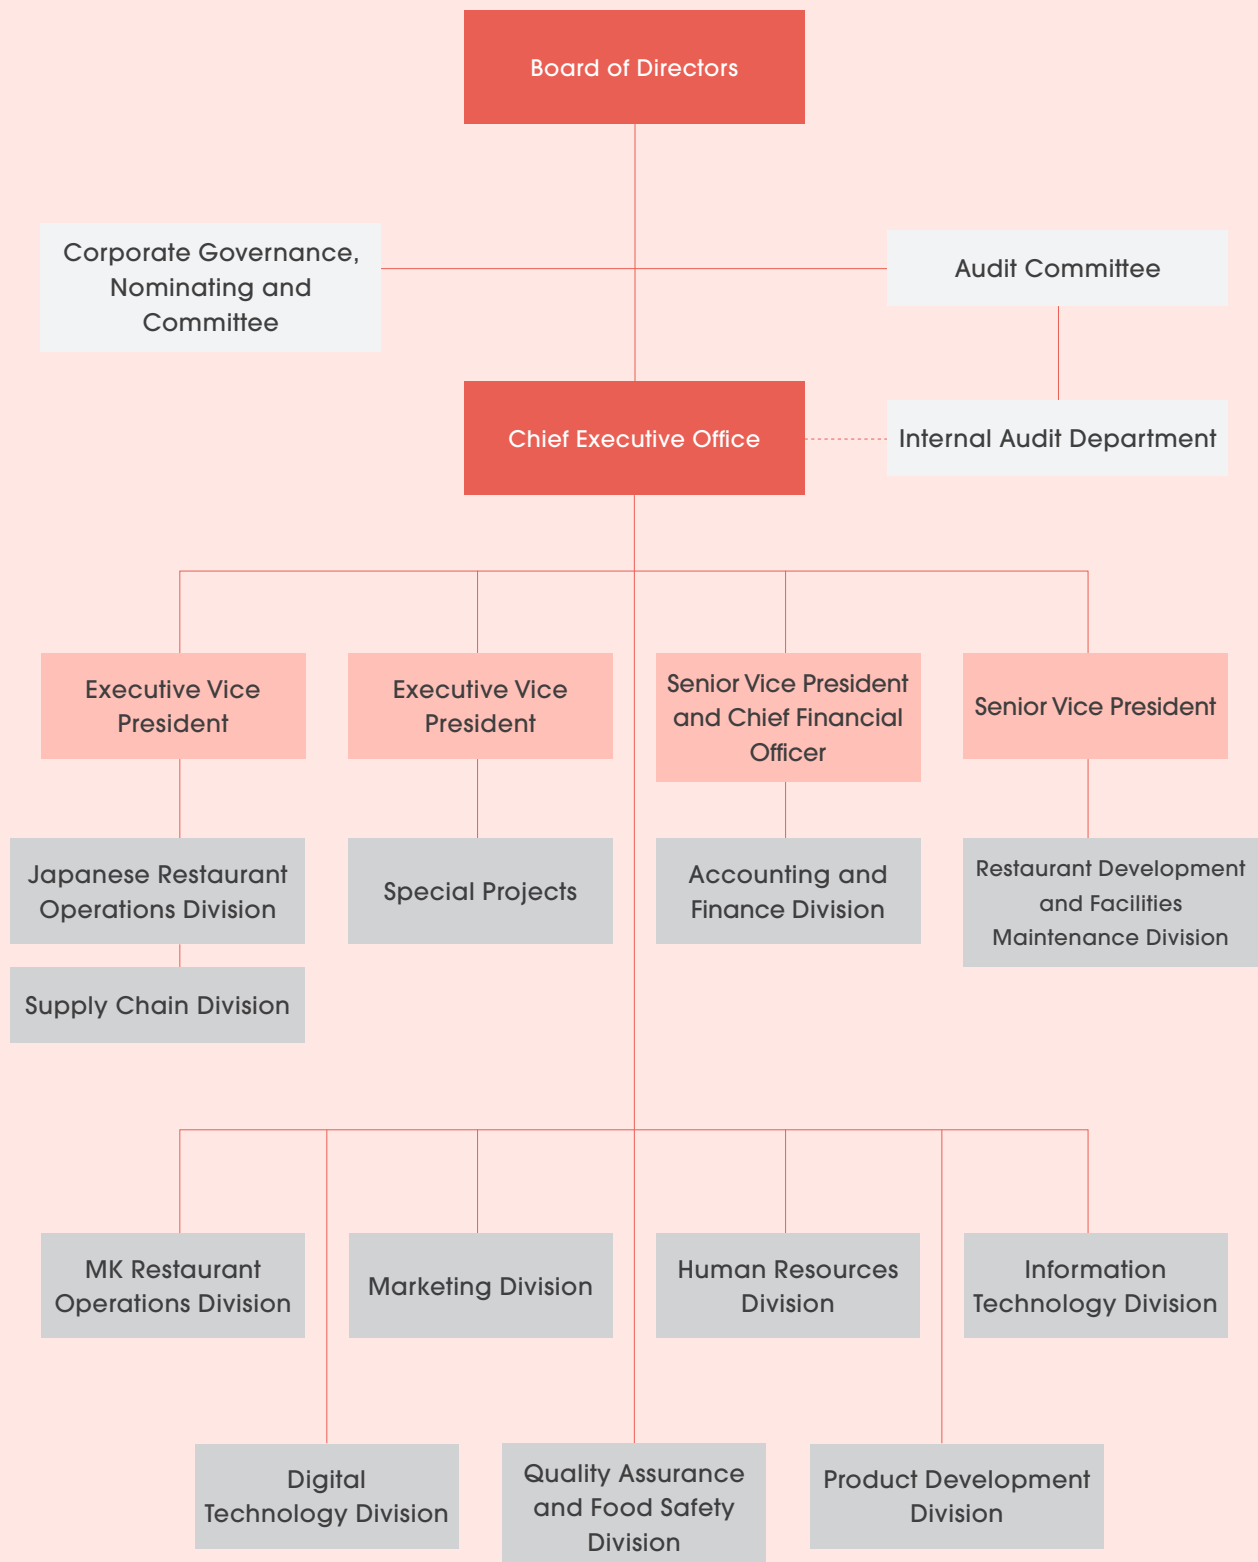 Board of Directors
Corporate Governance,
Nominating and
Committee
Audit Committee
Chief Executive Office
Internal Audit Department
Executive Vice
President
Executive Vice
President
Senior Vice President
and Chief Financial
Officer
Senior Vice President
Japanese Restaurant
Operations Division
Special Projects
Accounting and
Finance Division
Restaurant Development
and Facilities
Maintenance Division
Supply Chain Division
MK Restaurant
Operations Division
Marketing Division
Human Resources
Division
Information
Technology Division
Digital
Technology Division
Quality Assurance
and Food Safety
Division
Product Development
Division